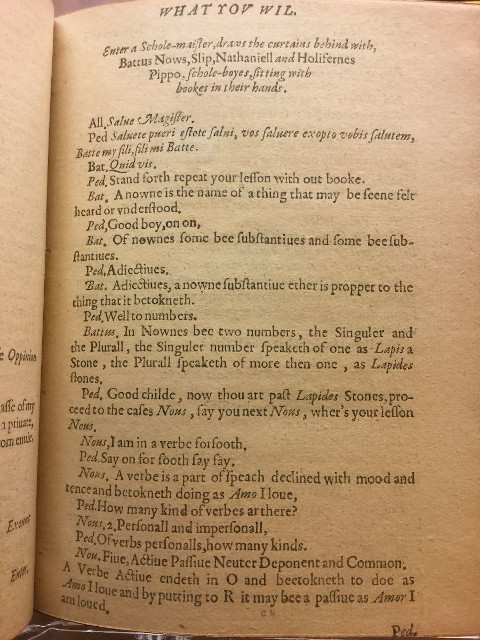 WHAT YOV WIL.
Enter a Schole-maister, draws the curtains behind with,
Battus Nows, Slip, Nathaniell and Holifernes
Pippo, schole-boyes, sitting with
bookes in their hands.
All. Salue Magister.
Ped Saluete pueri estote salui, vos saluere exopto vobis salutem,
Batte my fili, fili mi Batte.
Bat. Quid vis.
Ped. Stand forth repeat your lesson with out booke.
Bat. A nowne is the name of a thing that may be seene felt
heard or vnderstood.
Ped, Good boy, on on,
Bat. Of nownes some bee substantiues and some bee sub-
stantiues.
Ped. Adiectiues.
Bat. Adiectiues, a nowne substantiue ether is propper to the
thing that it betokneth.
Ped. Well to numbers.
Battus. In Nownes bee two numbers, the Singuler and
the Plurall, the Singuler number speaketh of one as Lapis a
Stone, the Plurall speaketh of more then one, as Lapides
stones.
Ped. Good childe, now thou art past Lapides Stones, pro-
ceed to the cases Nous, say you next Nous, wher's your lesson
Nous.
Nous, I am in a verbe forsooth.
Ped. Say on for sooth say, say.
Nous. A verbe is a part of speach declined with mood and
tence and betokneth doing as Amo I loue,
Ped. How many kind of verbes ar there?
Nous. 2. Personall and impersonall,
Ped. Of verbs personalls, how many kinds.
Nou. Fiue, Actiue Passiue Neuter Deponent and Common.
A Verbe Actiue endeth in O and beetokneth to doe as
Amo I loue and by putting to R it may bee a passiue as Amor I
am loued.
Ped.
e Oppinion
asse of my
n priuate,
Exeunt
Enter,